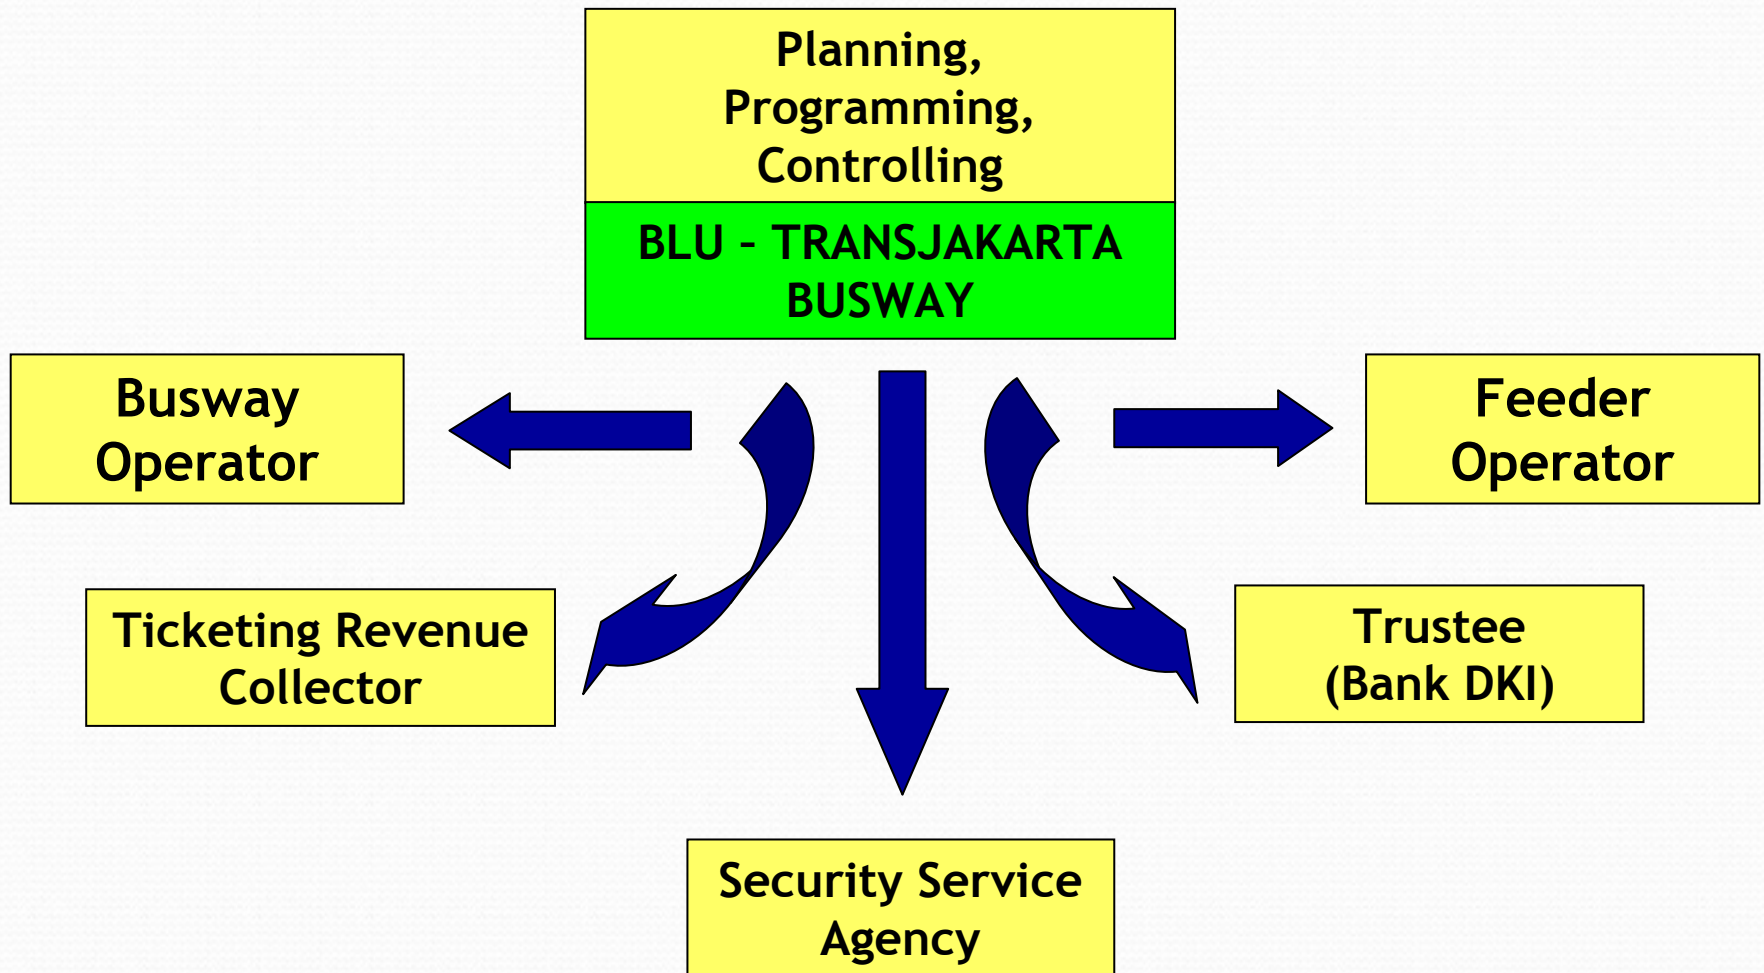 Planning,
Programming,
Controlling
BLU - TRANSJAKARTA
BUSWAY
Busway
Operator
Feeder
Operator
Ticketing Revenue
Collector
Trustee
(Bank DKI)
Security Service
Agency